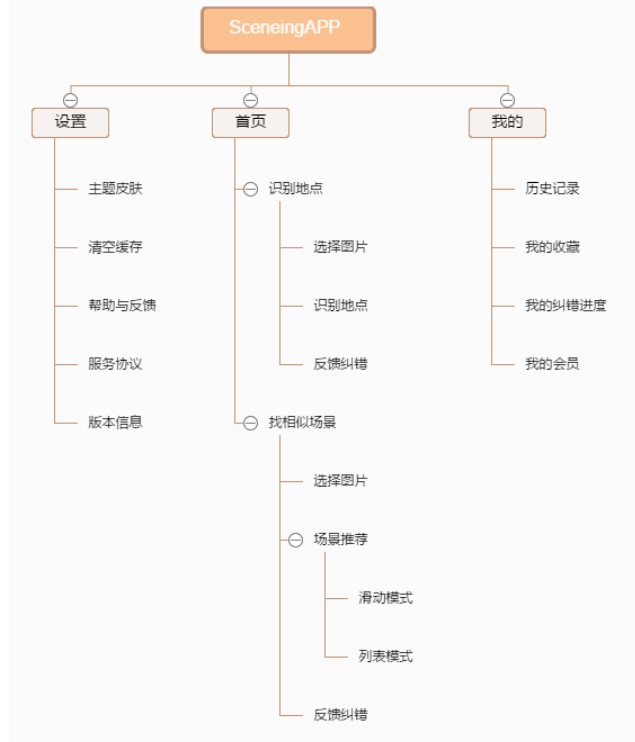 SceneingAPP
设置
主题皮肤
清空缓存
帮助与反馈
服务协议
版本信息
首页
识别地点
选择图片
识别地点
反馈纠错
找相似场景
选择图片
场景推荐
滑动模式
列表模式
反馈纠错
我的
历史记录
我的收藏
我的纠错进度
我的会员